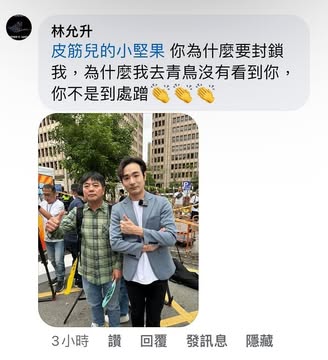 林允升
皮筋兒的小堅果 你為什麼要封鎖
我，為什麼我去青鳥沒有看到你，
你不是到處蹭👏👏👏
3小時 讚 回覆 發訊息 隱藏